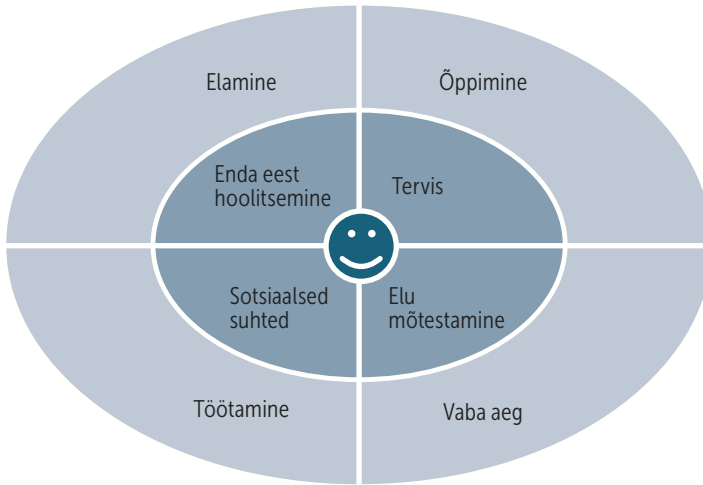 Elamine
Õppimine
Enda eest
hoolitsemine
Tervis
Sotsiaalsed
suhted
Elu
mõtestamine
Töötamine
Vaba aeg